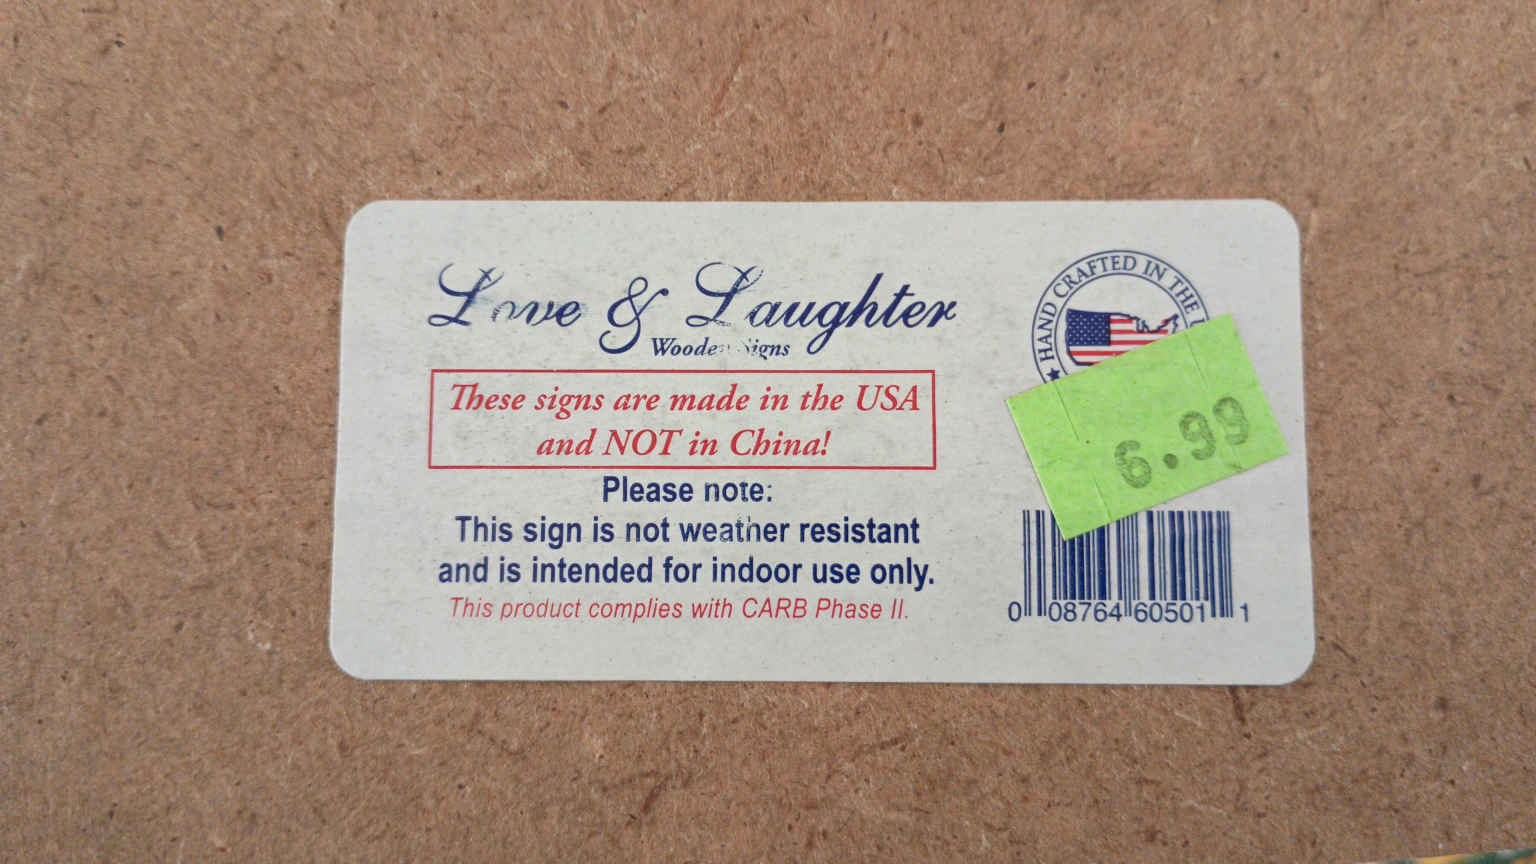 Love & Laughter
Wooden Signs
These signs are made in the USA
and NOT in China!
Please note:
This sign is not weather resistant
and is intended for indoor use only.
This product complies with CARB Phase II.
HAND CRAFTED IN THE
6.99
0 08764 60501 1